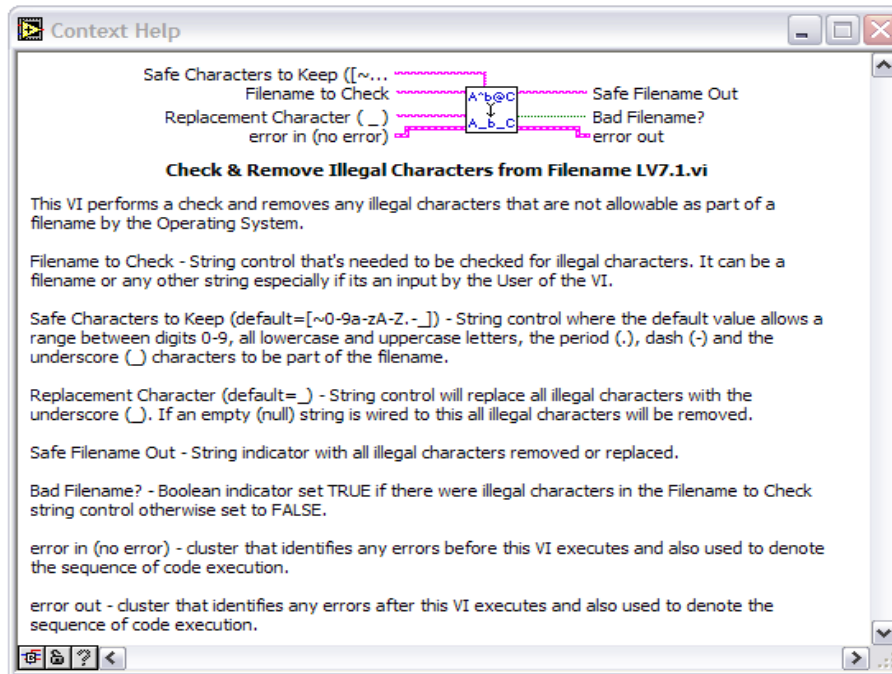 Context Help
Safe Characters to Keep ([~...
Filename to Check
Safe Filename Out
Replacement Character ( _ )
Bad Filename?
error in (no error)
error out
A^b@C
A_b_C
Check & Remove Illegal Characters from Filename LV7.1.vi
This VI performs a check and removes any illegal characters that are not allowable as part of a
filename by the Operating System.
Filename to Check - String control that's needed to be checked for illegal characters. It can be a
filename or any other string especially if its an input by the User of the VI.
Safe Characters to Keep (default=[~0-9a-zA-Z.-_]) - String control where the default value allows a
range between digits 0-9, all lowercase and uppercase letters, the period (.), dash (-) and the
underscore (_) characters to be part of the filename.
Replacement Character (default=_) - String control will replace all illegal characters with the
underscore (_). If an empty (null) string is wired to this all illegal characters will be removed.
Safe Filename Out - String indicator with all illegal characters removed or replaced.
Bad Filename? - Boolean indicator set TRUE if there were illegal characters in the Filename to Check
string control otherwise set to FALSE.
error in (no error) - cluster that identifies any errors before this VI executes and also used to denote
the sequence of code execution.
error out - cluster that identifies any errors after this VI executes and also used to denote the
sequence of code execution.
?